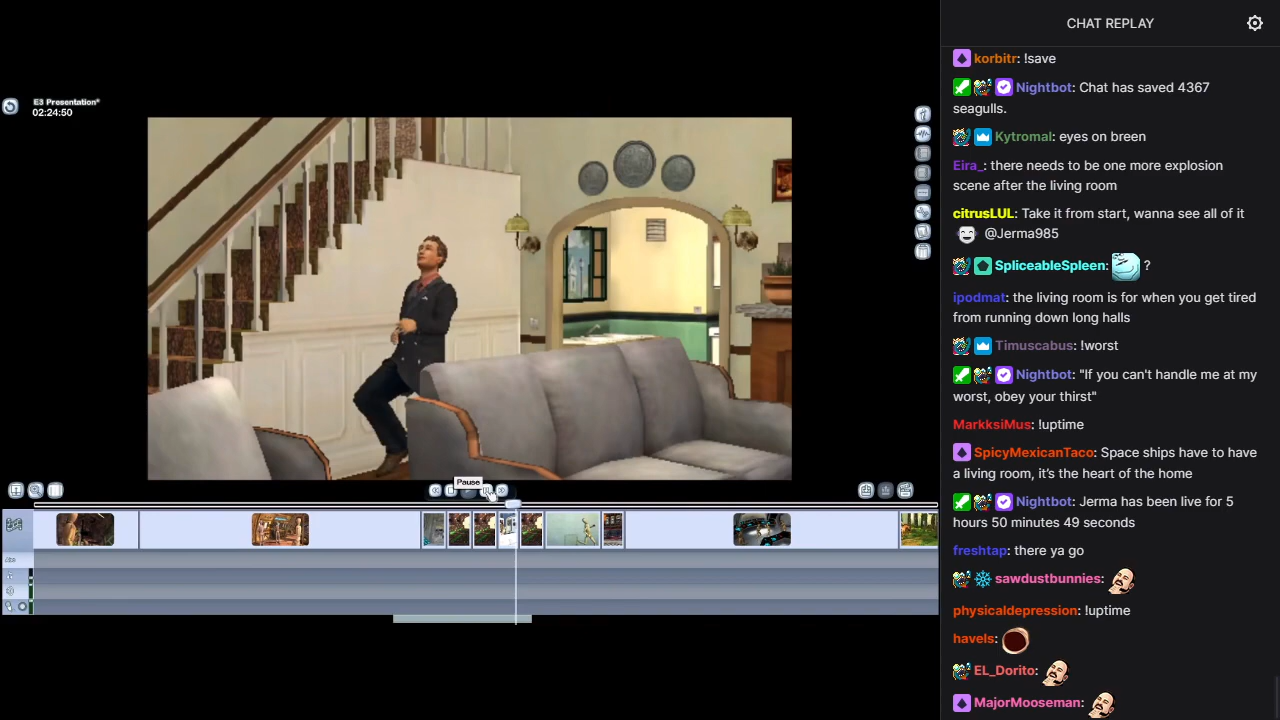 E3 Presentation*
02:24:50
Pause
CHAT REPLAY
korbitr: !save
Nightbot: Chat has saved 4367
seagulls.
Kytromal: eyes on breen
Eira_: there needs to be one more explosion
scene after the living room
citrusLUL: Take it from start, wanna see all of it
@Jerma985
SpliceableSpleen: ?
ipodmat: the living room is for when you get tired
from running down long halls
Timuscabus: !worst
Nightbot: "If you can't handle me at my
worst, obey your thirst"
MarkksiMus: !uptime
SpicyMexicanTaco: Space ships have to have
a living room, it's the heart of the home
Nightbot: Jerma has been live for 5
hours 50 minutes 49 seconds
freshtap: there ya go
sawdustbunnies:
physicaldepression: !uptime
havels:
EL_Dorito:
MajorMooseman: